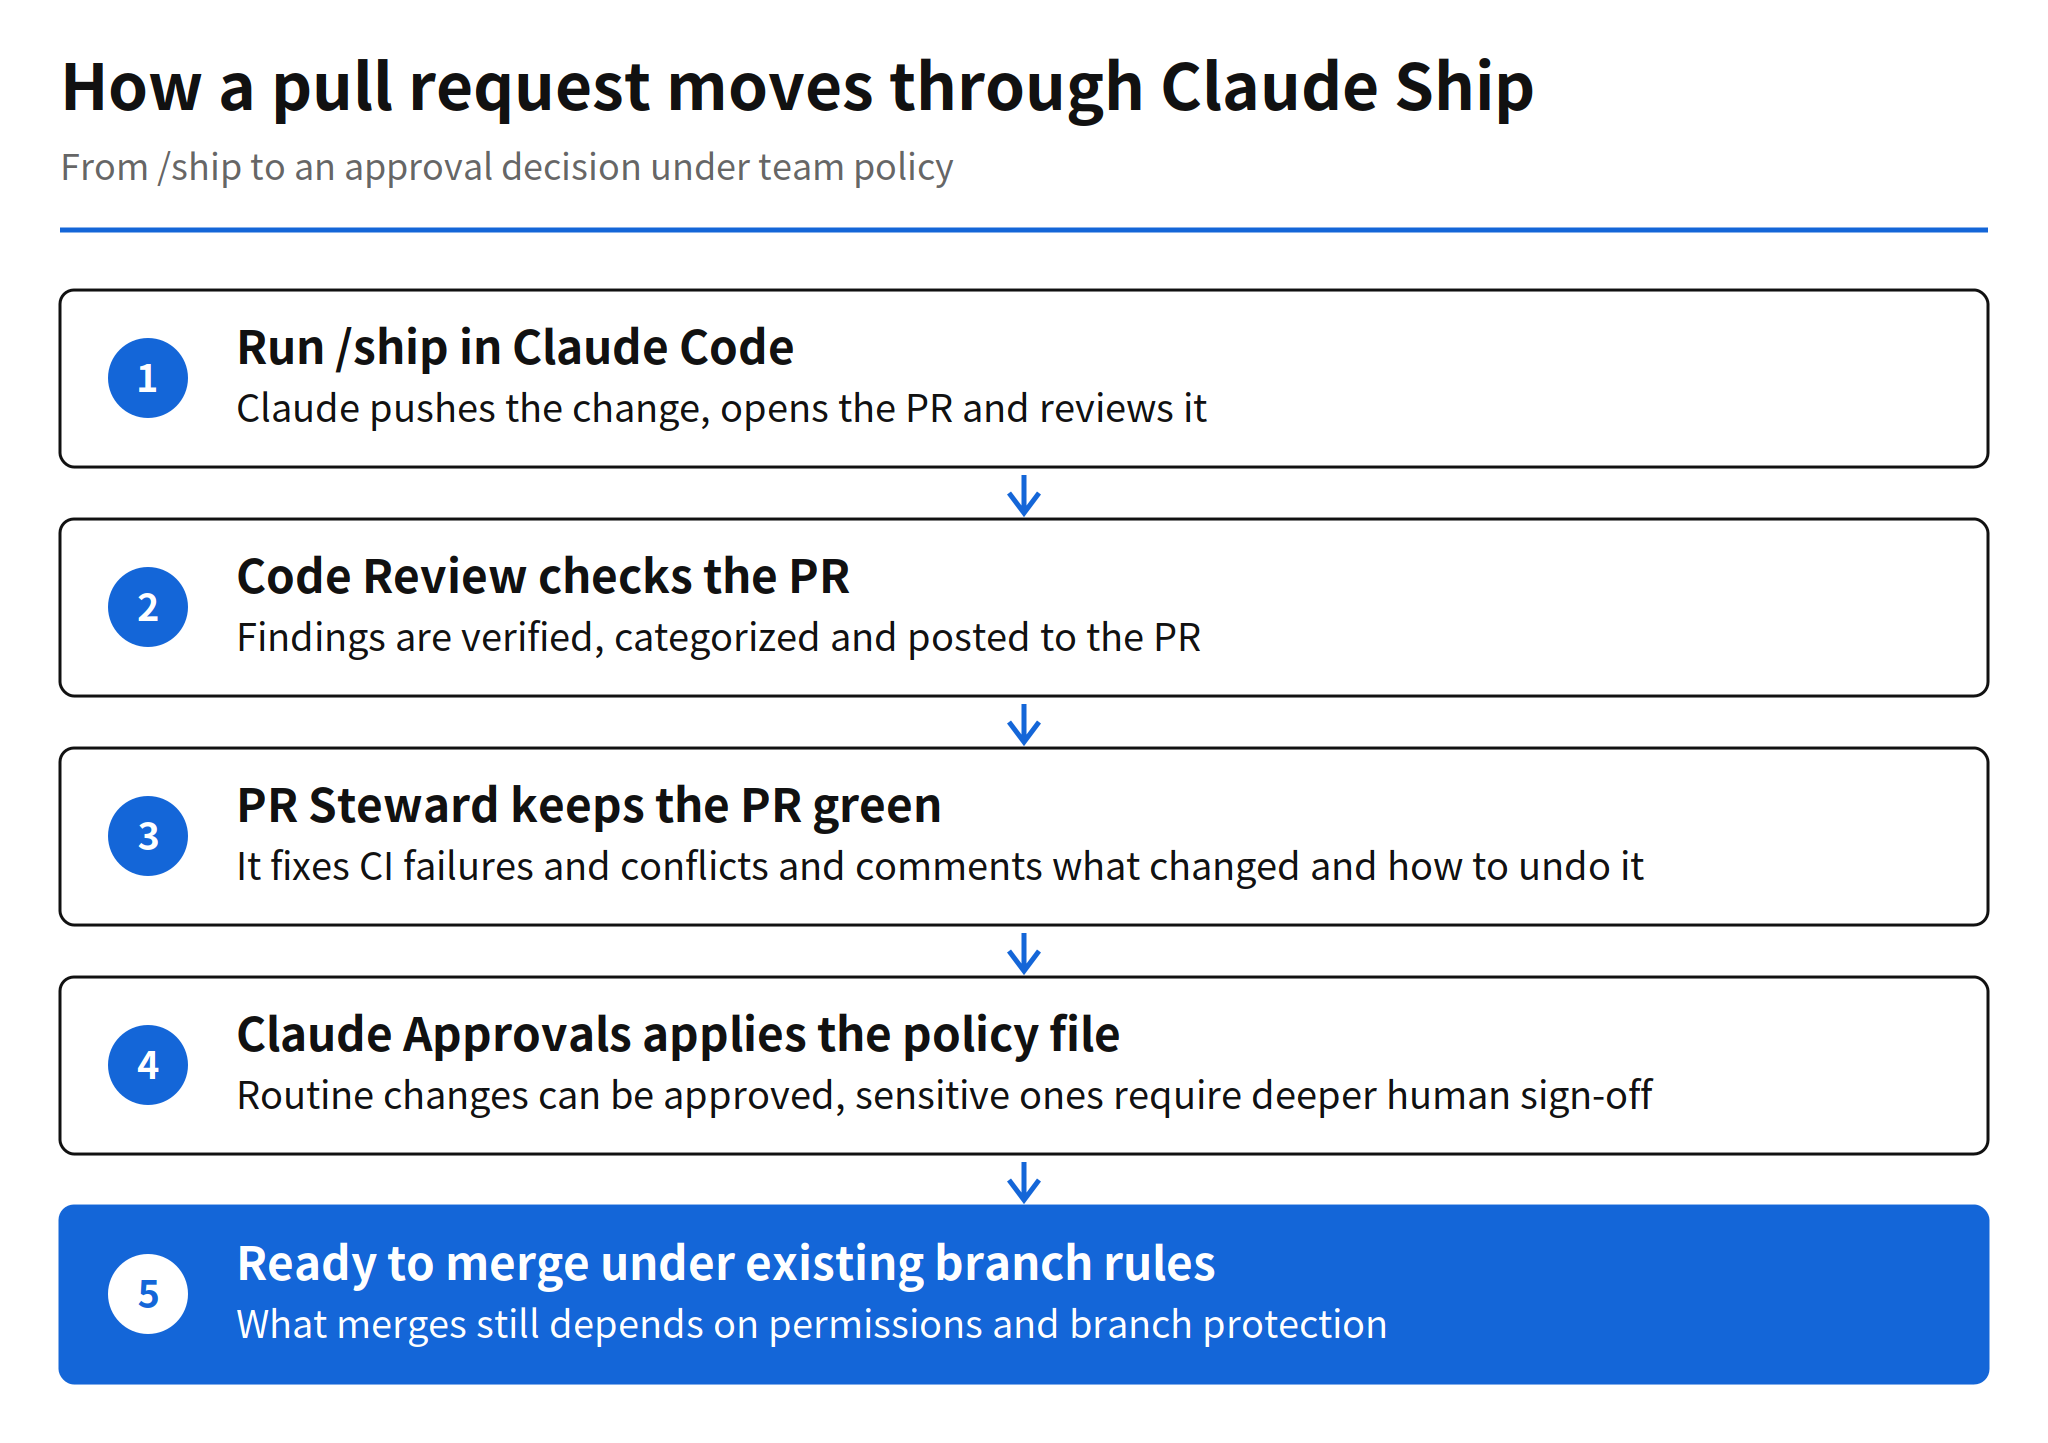 How a pull request moves through Claude Ship
From /ship to an approval decision under team policy
1
Run /ship in Claude Code
Claude pushes the change, opens the PR and reviews it
2
Code Review checks the PR
Findings are verified, categorized and posted to the PR
3
PR Steward keeps the PR green
It fixes CI failures and conflicts and comments what changed and how to undo it
4
Claude Approvals applies the policy file
Routine changes can be approved, sensitive ones require deeper human sign-off
5
Ready to merge under existing branch rules
What merges still depends on permissions and branch protection